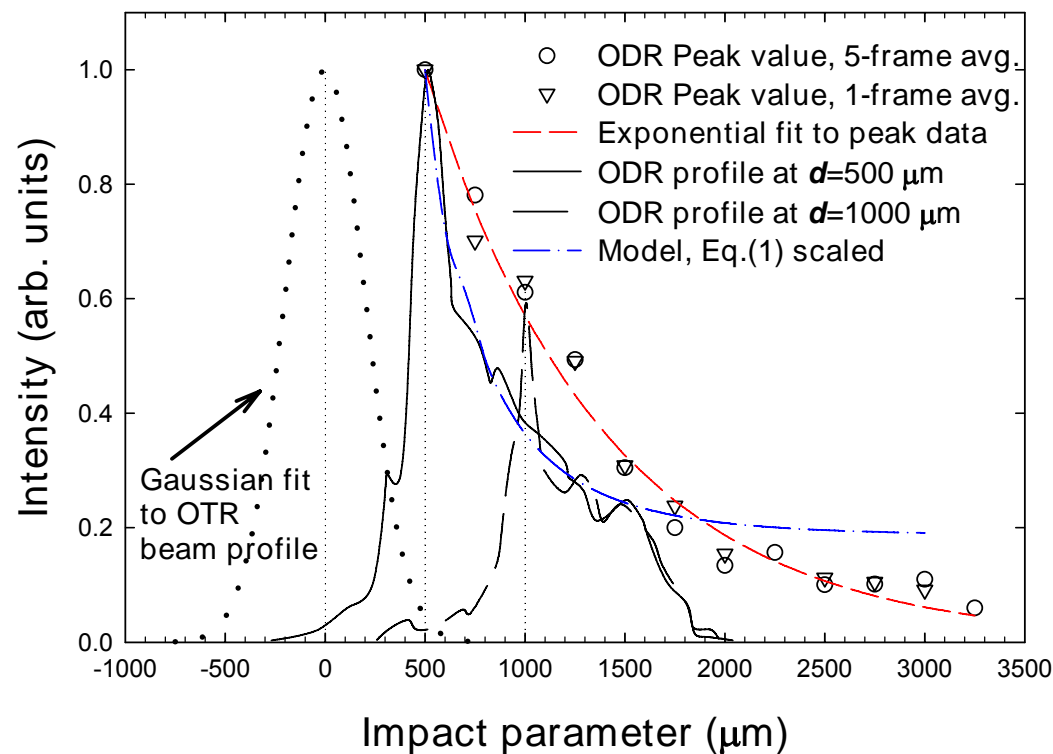 ODR Peak value, 5-frame avg.
ODR Peak value, 1-frame avg.
Exponential fit to peak data
ODR profile at d=500 μm
ODR profile at d=1000 μm
Model, Eq.(1) scaled
Gaussian fit
to OTR
beam profile
Intensity (arb. units)
1.0
0.8
0.6
0.4
0.2
0.0
-1000 -500 0 500 1000 1500 2000 2500 3000 3500
Impact parameter (μm)